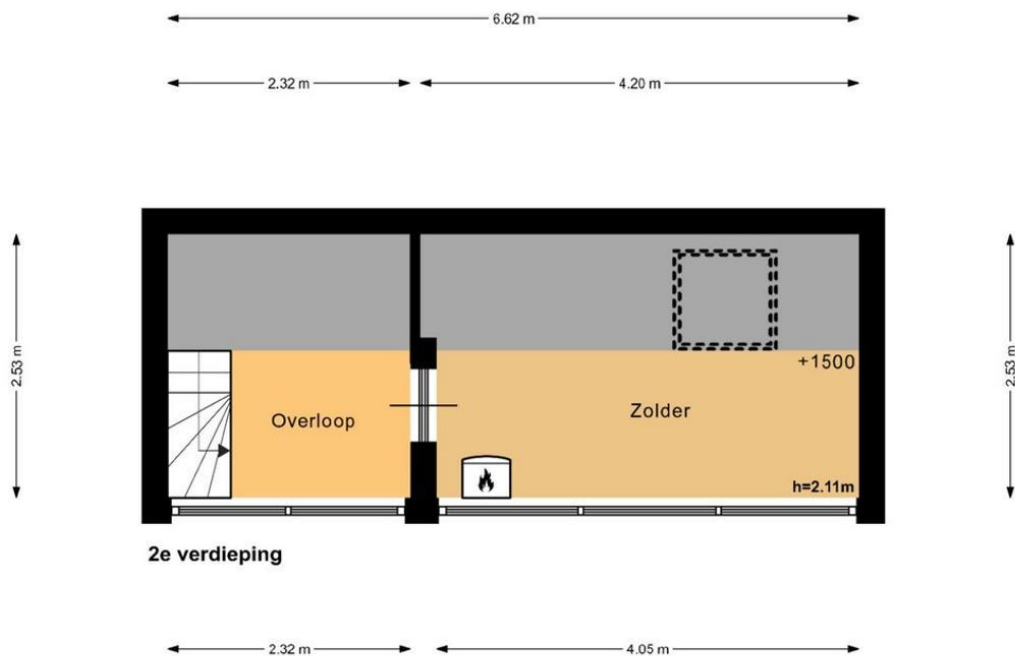 6.62 m
2.32 m
4.20 m
2.53 m
2.53 m
+1500
Overloop
Zolder
h=2.11m
2e verdieping
2.32 m
4.05 m